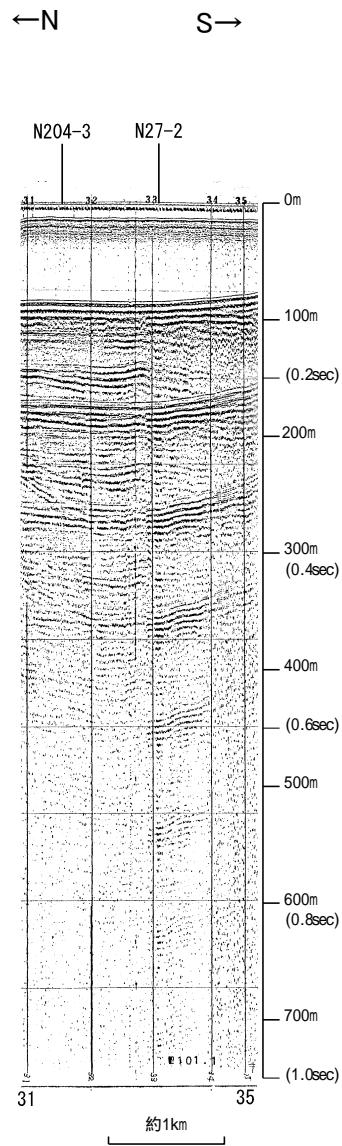 ←N S→
N204-3 N27-2
31 32 33 34 35
0m
100m
(0.2sec)
200m
300m
(0.4sec)
400m
(0.6sec)
500m
600m
(0.8sec)
700m
(1.0sec)
31 35
約1km